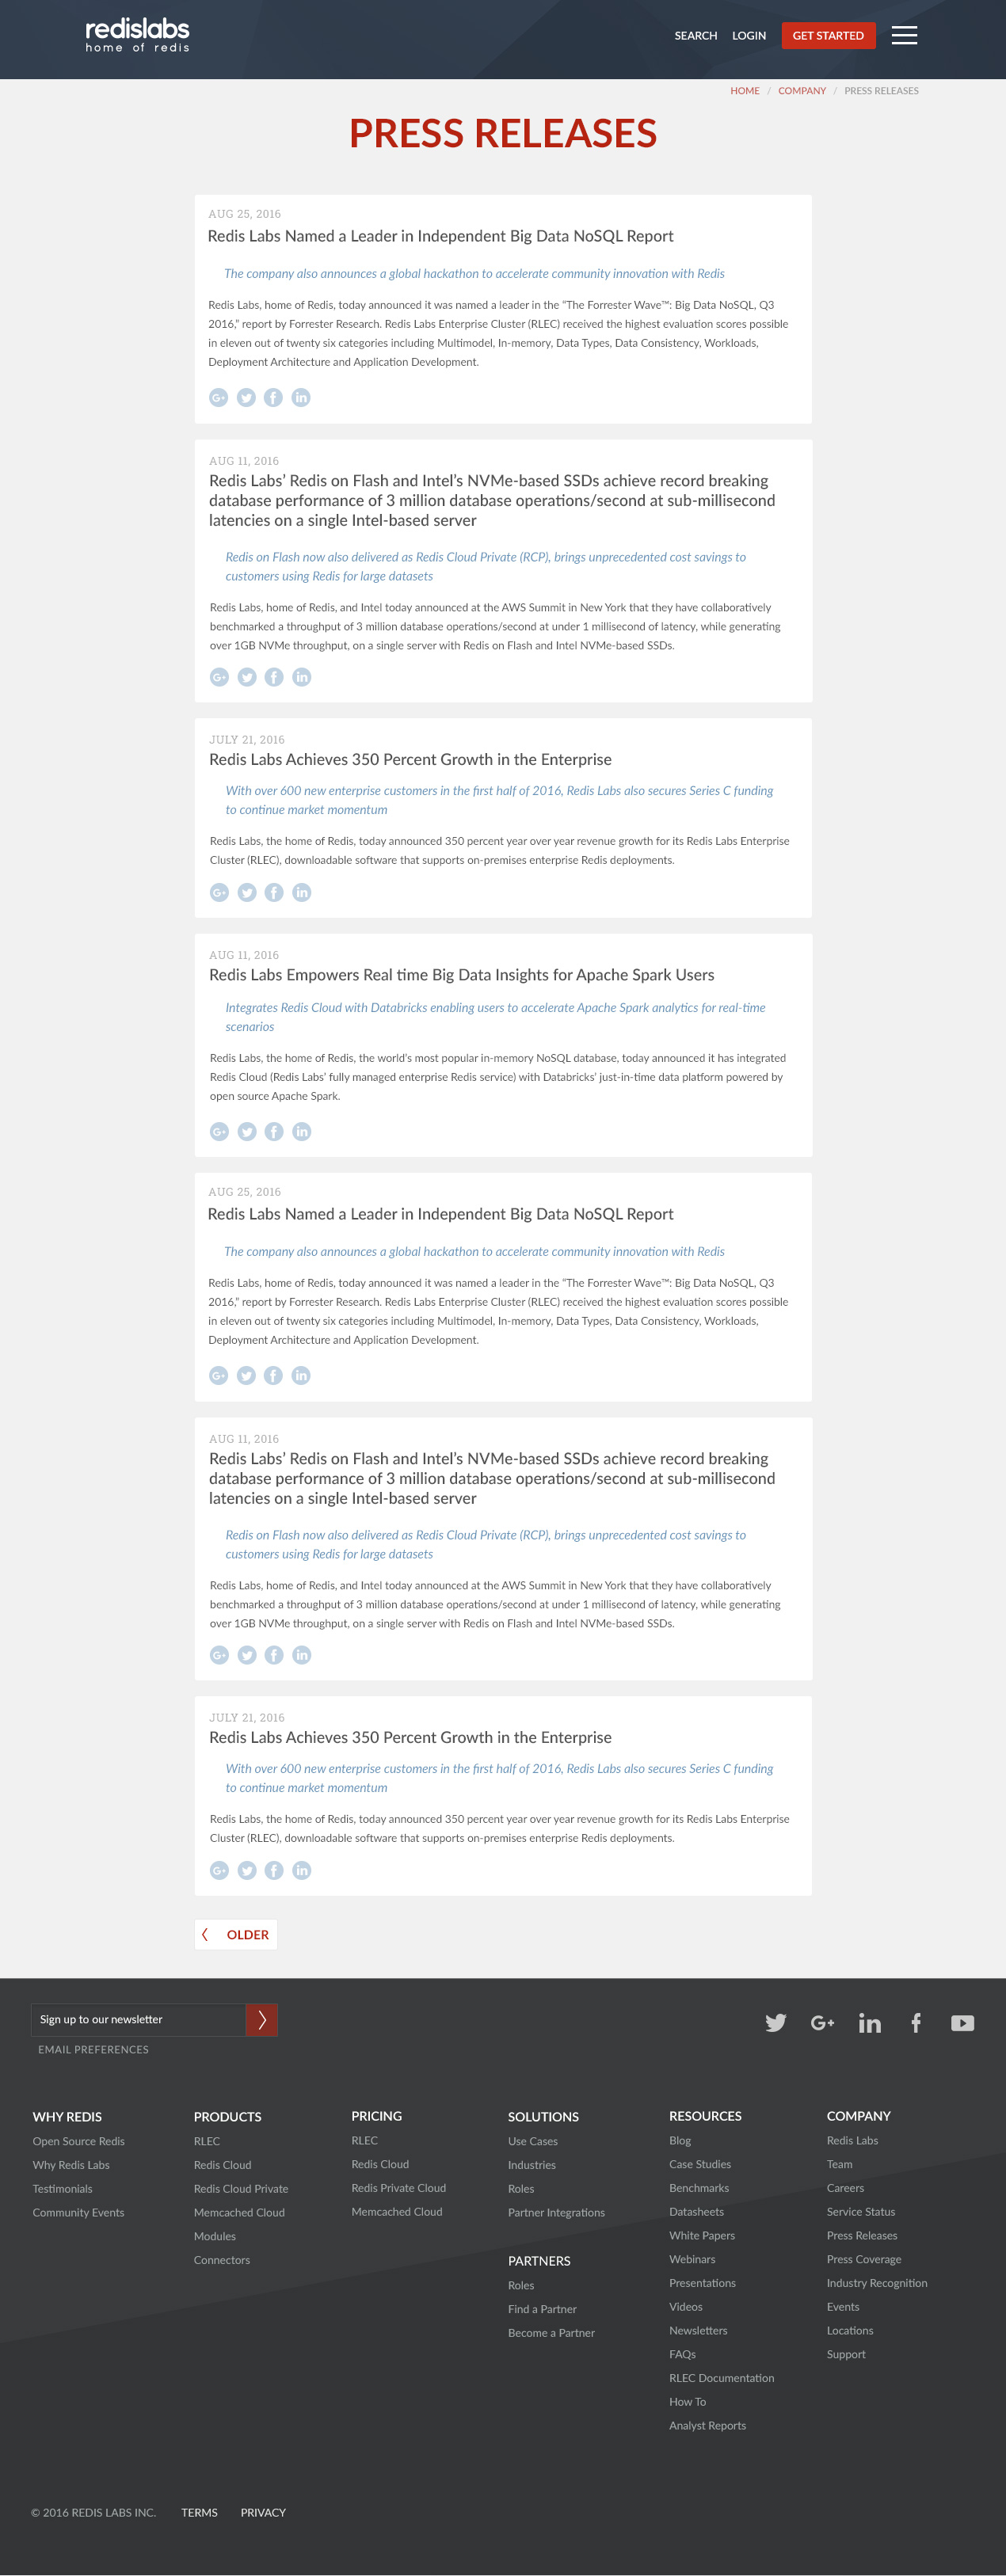 redislabs
home of redis
SEARCH LOGIN GET STARTED
HOME / COMPANY / PRESS RELEASES
PRESS RELEASES
AUG 25, 2016
Redis Labs Named a Leader in Independent Big Data NoSQL Report
The company also announces a global hackathon to accelerate community innovation with Redis
Redis Labs, home of Redis, today announced it was named a leader in the “The Forrester Wave™: Big Data NoSQL, Q3
2016,” report by Forrester Research. Redis Labs Enterprise Cluster (RLEC) received the highest evaluation scores possible
in eleven out of twenty six categories including Multimodel, In-memory, Data Types, Data Consistency, Workloads,
Deployment Architecture and Application Development.
AUG 11, 2016
Redis Labs’ Redis on Flash and Intel’s NVMe-based SSDs achieve record breaking
database performance of 3 million database operations/second at sub-millisecond
latencies on a single Intel-based server
Redis on Flash now also delivered as Redis Cloud Private (RCP), brings unprecedented cost savings to
customers using Redis for large datasets
Redis Labs, home of Redis, and Intel today announced at the AWS Summit in New York that they have collaboratively
benchmarked a throughput of 3 million database operations/second at under 1 millisecond of latency, while generating
over 1GB NVMe throughput, on a single server with Redis on Flash and Intel NVMe-based SSDs.
JULY 21, 2016
Redis Labs Achieves 350 Percent Growth in the Enterprise
With over 600 new enterprise customers in the first half of 2016, Redis Labs also secures Series C funding
to continue market momentum
Redis Labs, the home of Redis, today announced 350 percent year over year revenue growth for its Redis Labs Enterprise
Cluster (RLEC), downloadable software that supports on-premises enterprise Redis deployments.
AUG 11, 2016
Redis Labs Empowers Real time Big Data Insights for Apache Spark Users
Integrates Redis Cloud with Databricks enabling users to accelerate Apache Spark analytics for real-time
scenarios
Redis Labs, the home of Redis, the world’s most popular in-memory NoSQL database, today announced it has integrated
Redis Cloud (Redis Labs’ fully managed enterprise Redis service) with Databricks’ just-in-time data platform powered by
open source Apache Spark.
AUG 25, 2016
Redis Labs Named a Leader in Independent Big Data NoSQL Report
The company also announces a global hackathon to accelerate community innovation with Redis
Redis Labs, home of Redis, today announced it was named a leader in the “The Forrester Wave™: Big Data NoSQL, Q3
2016,” report by Forrester Research. Redis Labs Enterprise Cluster (RLEC) received the highest evaluation scores possible
in eleven out of twenty six categories including Multimodel, In-memory, Data Types, Data Consistency, Workloads,
Deployment Architecture and Application Development.
AUG 11, 2016
Redis Labs’ Redis on Flash and Intel’s NVMe-based SSDs achieve record breaking
database performance of 3 million database operations/second at sub-millisecond
latencies on a single Intel-based server
Redis on Flash now also delivered as Redis Cloud Private (RCP), brings unprecedented cost savings to
customers using Redis for large datasets
Redis Labs, home of Redis, and Intel today announced at the AWS Summit in New York that they have collaboratively
benchmarked a throughput of 3 million database operations/second at under 1 millisecond of latency, while generating
over 1GB NVMe throughput, on a single server with Redis on Flash and Intel NVMe-based SSDs.
JULY 21, 2016
Redis Labs Achieves 350 Percent Growth in the Enterprise
With over 600 new enterprise customers in the first half of 2016, Redis Labs also secures Series C funding
to continue market momentum
Redis Labs, the home of Redis, today announced 350 percent year over year revenue growth for its Redis Labs Enterprise
Cluster (RLEC), downloadable software that supports on-premises enterprise Redis deployments.
OLDER
Sign up to our newsletter
EMAIL PREFERENCES
WHY REDIS
Open Source Redis
Why Redis Labs
Testimonials
Community Events
PRODUCTS
RLEC
Redis Cloud
Redis Cloud Private
Memcached Cloud
Modules
Connectors
PRICING
RLEC
Redis Cloud
Redis Private Cloud
Memcached Cloud
SOLUTIONS
Use Cases
Industries
Roles
Partner Integrations
PARTNERS
Roles
Find a Partner
Become a Partner
RESOURCES
Blog
Case Studies
Benchmarks
Datasheets
White Papers
Webinars
Presentations
Videos
Newsletters
FAQs
RLEC Documentation
How To
Analyst Reports
COMPANY
Redis Labs
Team
Careers
Service Status
Press Releases
Press Coverage
Industry Recognition
Events
Locations
Support
© 2016 REDIS LABS INC. TERMS PRIVACY